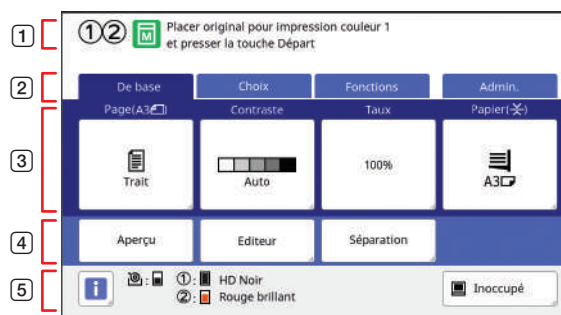 1
①② M Placer original pour impression couleur 1
et presser la touche Départ
2
De base Choix Fonctions Admin.
Page(A3) Contraste Taux Papier()
3
Trait Auto 100% A3
4
Aperçu Editeur Séparation
5
i : ①: HD Noir
②: Rouge brillant
Inoccupé